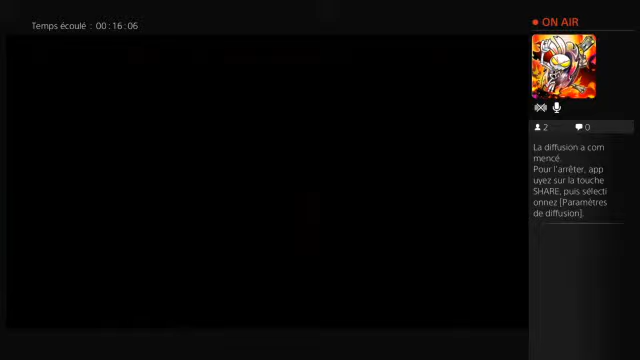 Temps écoulé : 00:16:06
ON AIR
2
0
La diffusion a com
mencé.
Pour l'arrêter, app
uyez sur la touche
SHARE, puis sélecti
onnez [Paramètres
de diffusion].